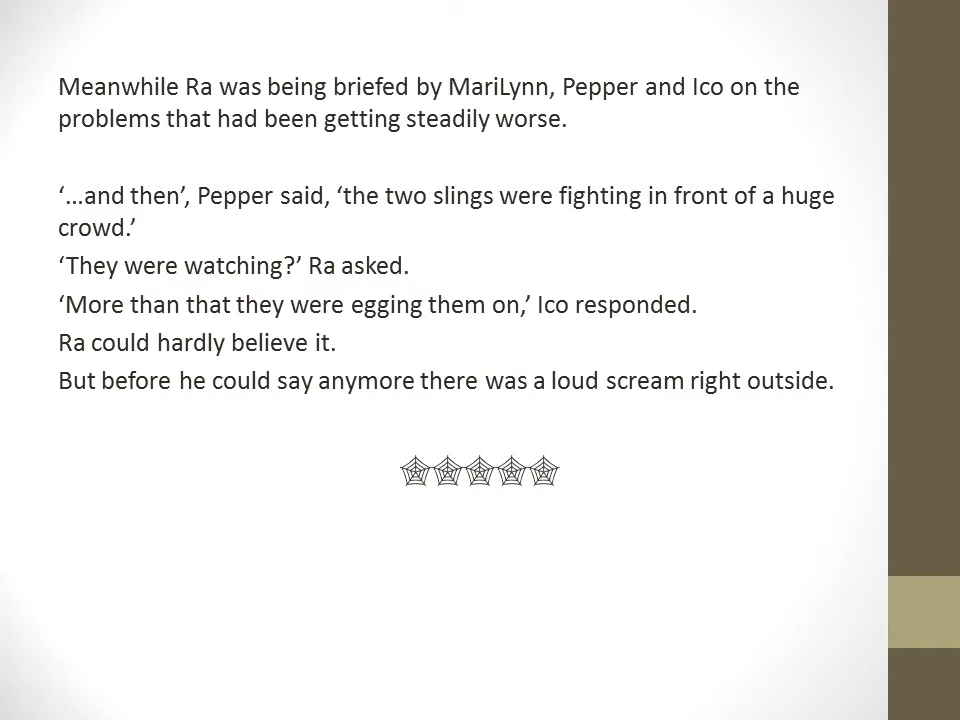 Meanwhile Ra was being briefed by MariLynn, Pepper and Ico on the
problems that had been getting steadily worse.
‘…and then’, Pepper said, ‘the two slings were fighting in front of a huge
crowd.’
‘They were watching?’ Ra asked.
‘More than that they were egging them on,’ Ico responded.
Ra could hardly believe it.
But before he could say anymore there was a loud scream right outside.